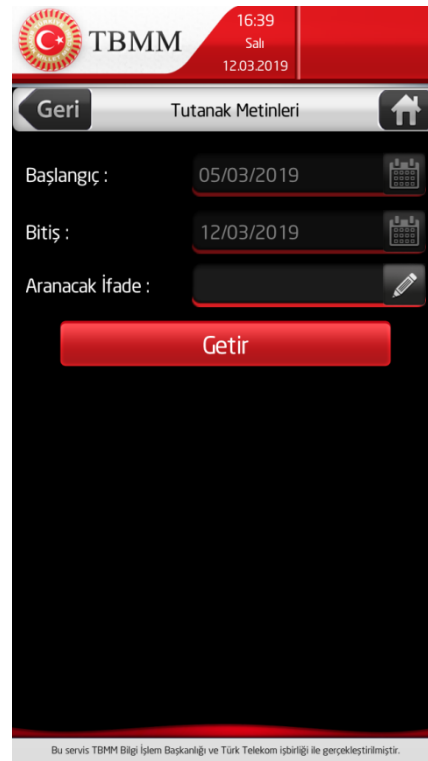 TBMM
16:39
Salı
12.03.2019
Geri
Tutanak Metinleri
Başlangıç :
05/03/2019
Bitiş :
12/03/2019
Aranacak İfade :
Getir
Bu servis TBMM Bilgi İşlem Başkanlığı ve Türk Telekom işbirliği ile gerçekleştirilmiştir.